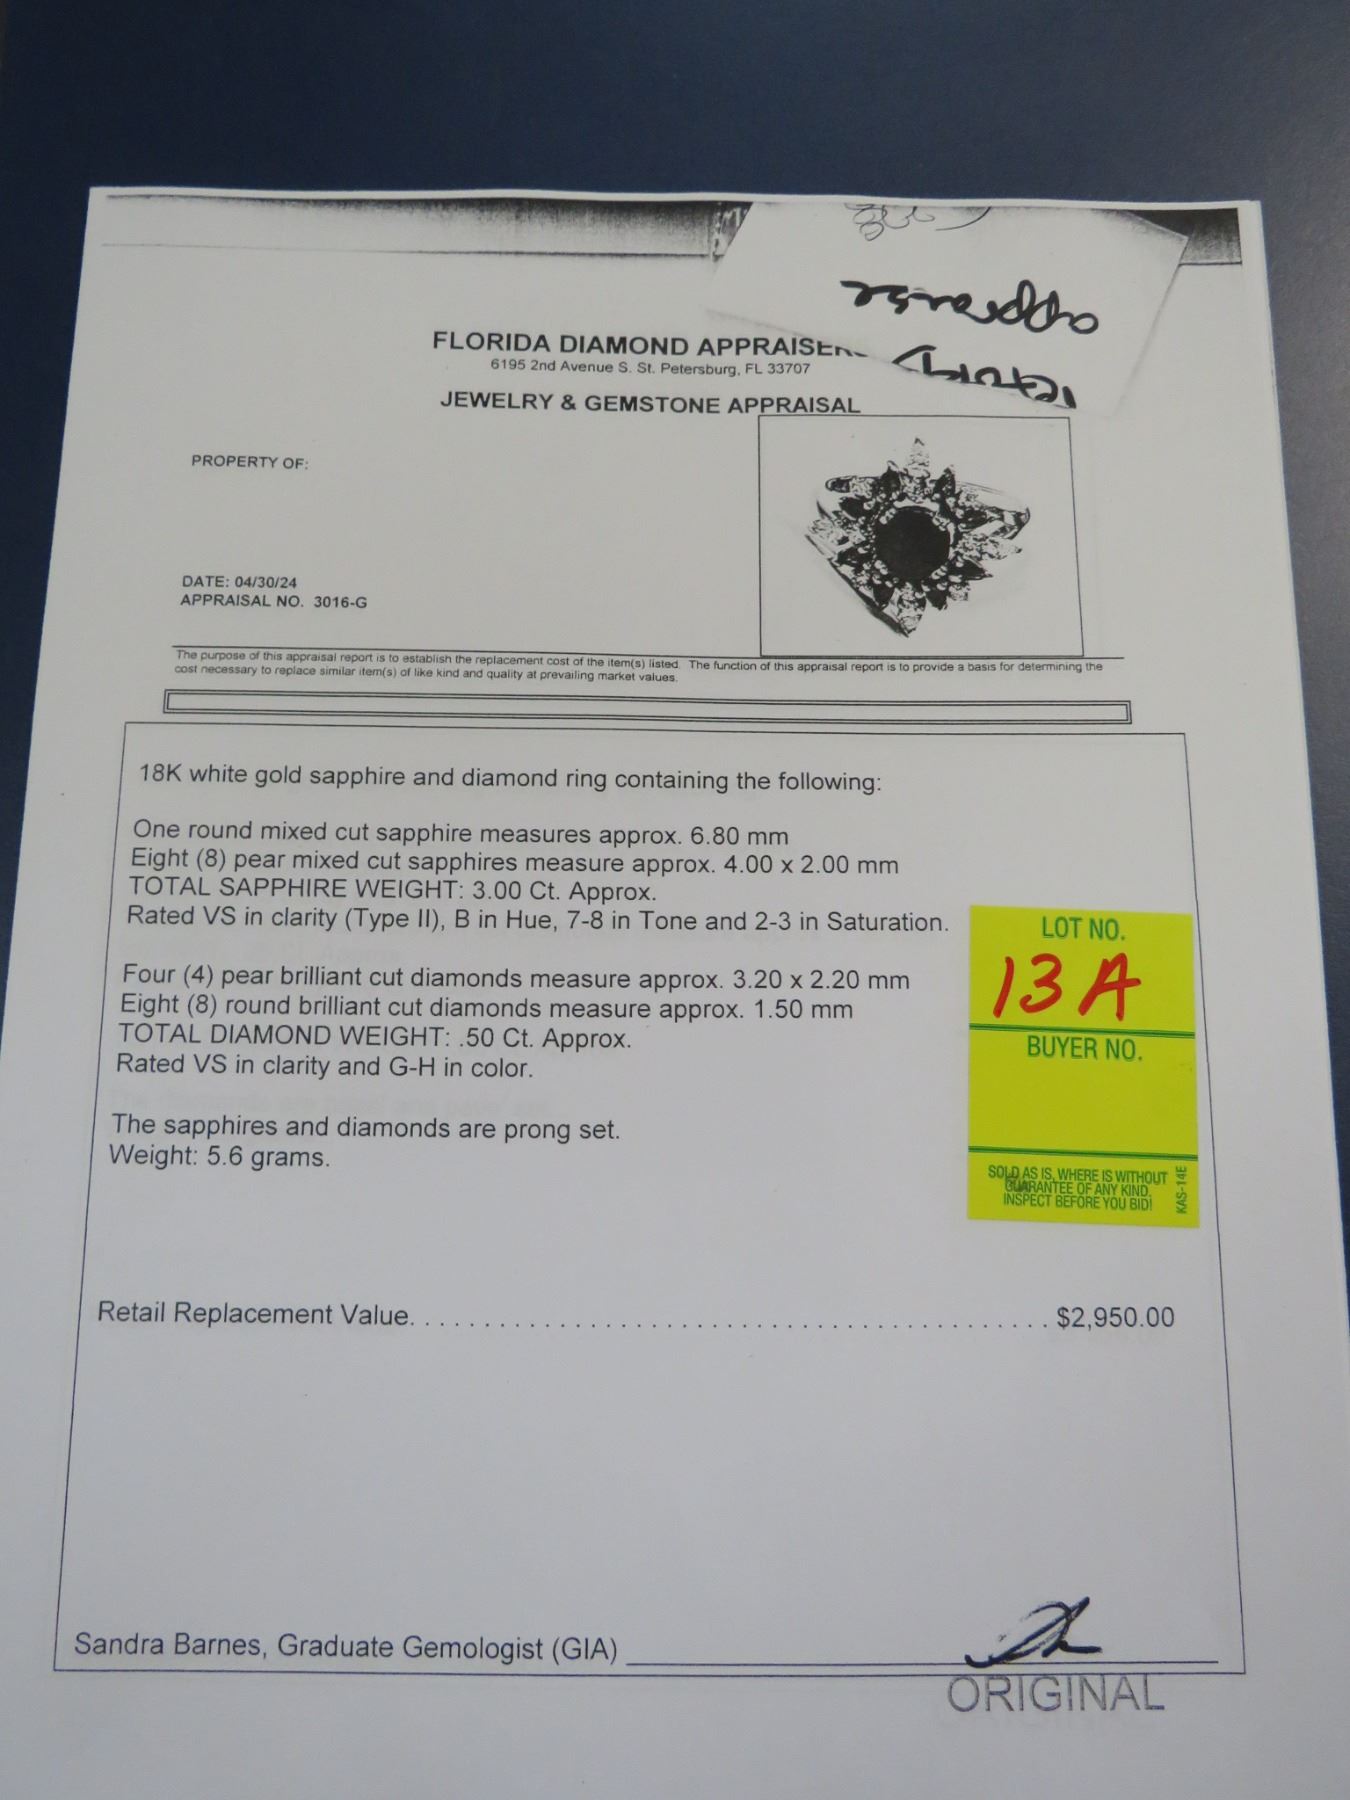 appraise
FLORIDA DIAMOND APPRAISER
6195 2nd Avenue S. St. Petersburg, FL 33707
JEWELRY & GEMSTONE APPRAISAL
PROPERTY OF:
DATE: 04/30/24
APPRAISAL NO. 3016-G
The purpose of this appraisal report is to establish the replacement cost of the item(s) listed. The function of this appraisal report is to provide a basis for determining the
cost necessary to replace similar item(s) of like kind and quality at prevailing market values.
18K white gold sapphire and diamond ring containing the following:
One round mixed cut sapphire measures approx. 6.80 mm
Eight (8) pear mixed cut sapphires measure approx. 4.00 x 2.00 mm
TOTAL SAPPHIRE WEIGHT: 3.00 Ct. Approx.
Rated VS in clarity (Type II), B in Hue, 7-8 in Tone and 2-3 in Saturation.
Four (4) pear brilliant cut diamonds measure approx. 3.20 x 2.20 mm
Eight (8) round brilliant cut diamonds measure approx. 1.50 mm
TOTAL DIAMOND WEIGHT: .50 Ct. Approx.
Rated VS in clarity and G-H in color.
The sapphires and diamonds are prong set.
Weight: 5.6 grams.
LOT NO.
13A
BUYER NO.
SOLD AS IS, WHERE IS WITHOUT
GUARANTEE OF ANY KIND.
INSPECT BEFORE YOU BID!
KAS-14E
Retail Replacement Value. . . . . . . . . . . . . . . . . . . . . . . . . . . . . . . . . . . . . . . . . . . $2,950.00
Sandra Barnes, Graduate Gemologist (GIA)
ORIGINAL